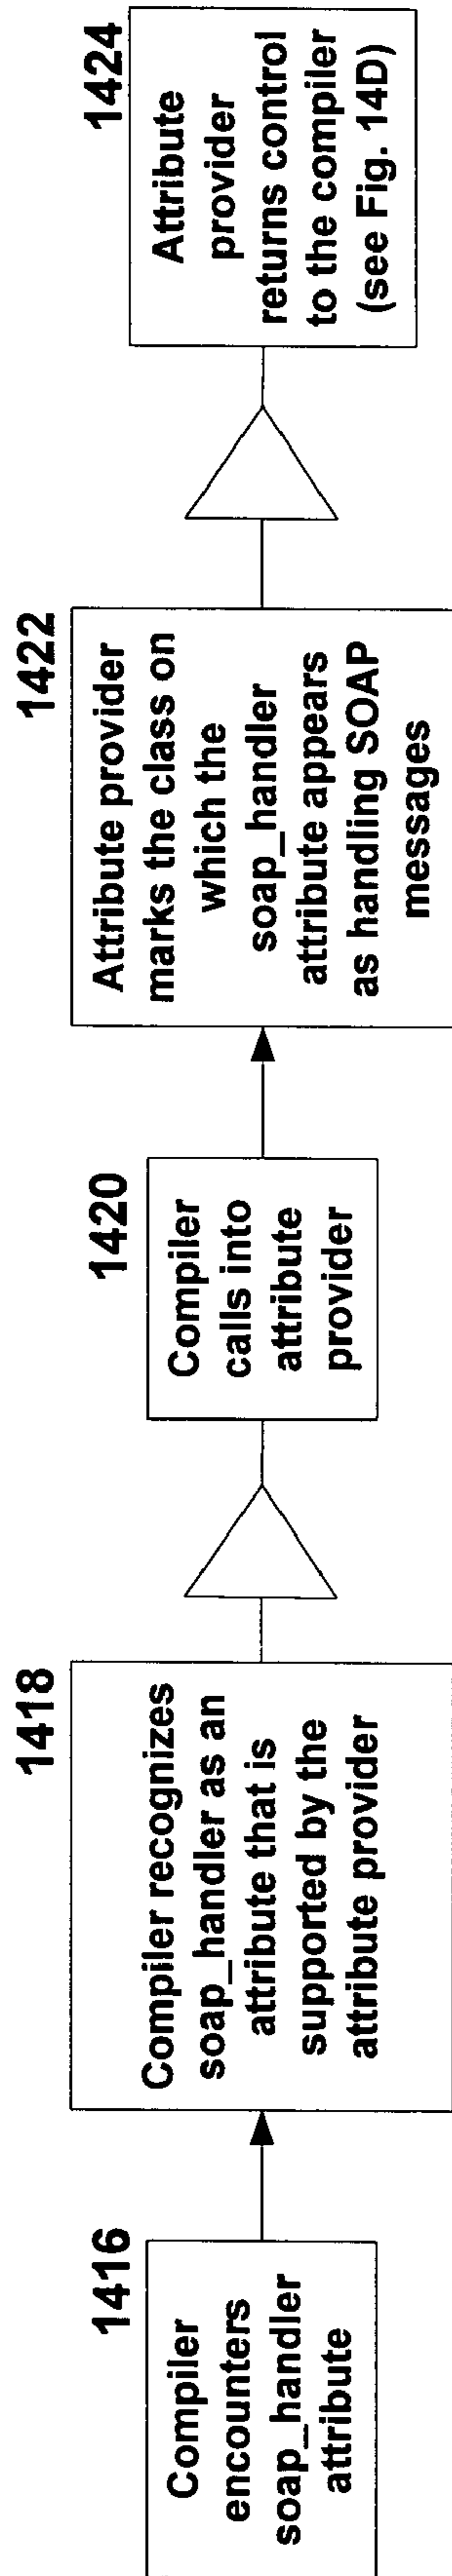 1416
Compiler
encounters
soap_handler
attribute
1418
Compiler recognizes
soap_handler as an
attribute that is
supported by the
attribute provider
1420
Compiler
calls into
attribute
provider
1422
Attribute provider
marks the class on
which the
soap_handler
attribute appears
as handling SOAP
messages
1424
Attribute
provider
returns control
to the compiler
(see Fig. 14D)